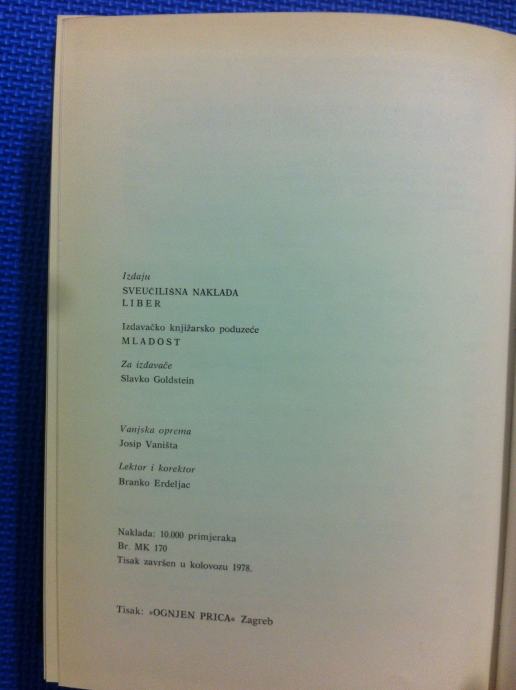 Izdaju
SVEUČILIŠNA NAKLADA
LIBER
Izdavačko knjižarsko poduzeće
MLADOST
Za izdavače
Slavko Goldstein
Vanjska oprema
Josip Vaništa
Lektor i korektor
Branko Erdeljac
Naklada: 10.000 primjeraka
Br. MK 170
Tisak završen u kolovozu 1978.
Tisak: »OGNJEN PRICA« Zagreb